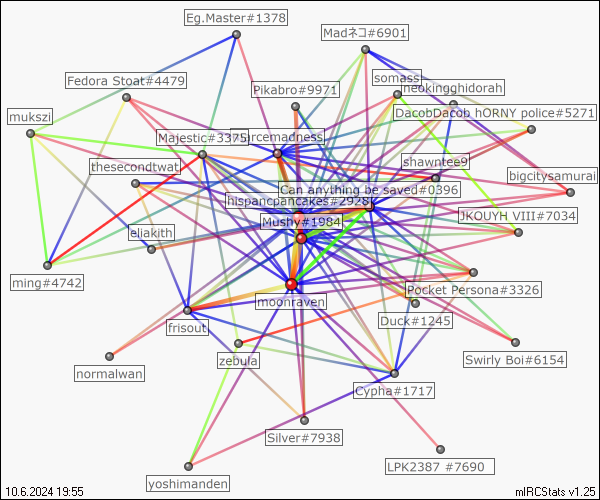 Eg.Master#1378
Madネコ#6901
somass
Fedora Stoat#4479
Pikabro#9971
neokingghidorah
mukszi
DacobDacob hORNY police#5271
Majestic#3375
rcemadness
thesecondtwat
shawntee9
bigcitysamurai
Can anything be saved#0396
hispancpancakes#2928
Mushy#1984
JKOUYH VIII#7034
eljakith
ming#4742
Pocket Persona#3326
moonraven
Duck#1245
frisout
zebula
Swirly Boi#6154
normalwan
Cypha#1717
Silver#7938
LPK2387 #7690
yoshimanden
10.6.2024 19:55
mIRCStats v1.25